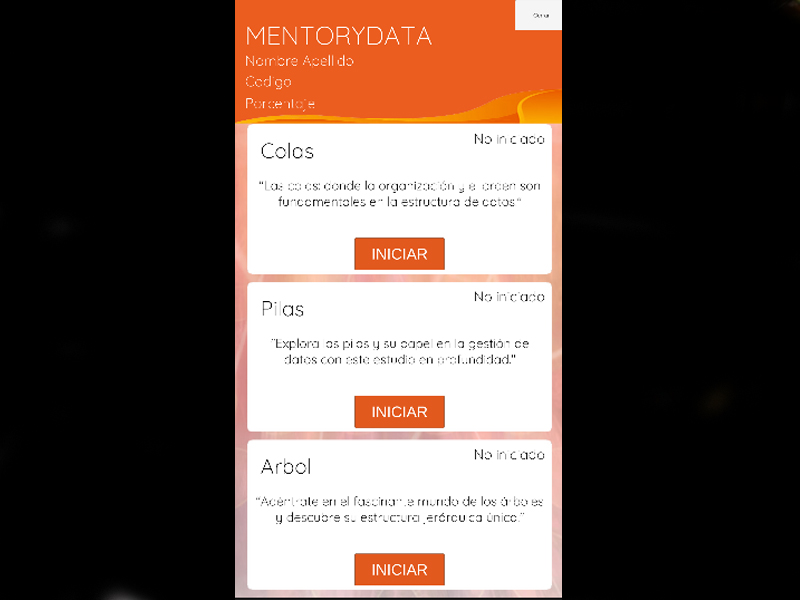 Cerrar
MENTORYDATA
Nombre Apellido
Codigo
Porcentaje
No iniciado
Colas
"Las colas: donde la organización y el orden son
fundamentales en la estructura de datos."
INICIAR
No iniciado
Pilas
"Explora las pilas y su papel en la gestión de
datos con este estudio en profundidad."
INICIAR
No iniciado
Arbol
"Adéntrate en el fascinante mundo de los árboles
y descubre su estructura jerárquica única."
INICIAR